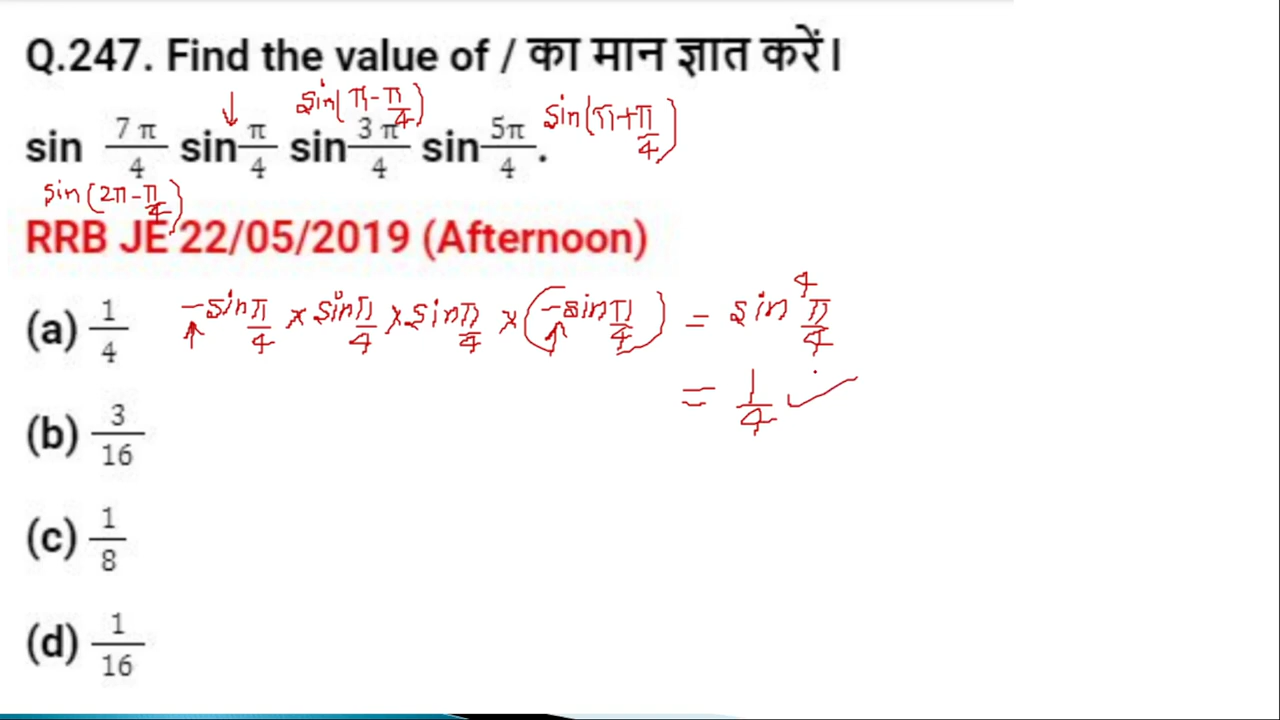 Q.247. Find the value of / का मान ज्ञात करें।
sin(π-π/4) sin(π+π/4)
sin 7π/4 sin π/4 sin 3π/4 sin 5π/4.
sin(2π-π/4)
RRB JE 22/05/2019 (Afternoon)
(a) 1/4 -sin π/4 × sin π/4 × sin π/4 × (-sin π/4) = sin⁴ π/4
= 1/4
(b) 3/16
(c) 1/8
(d) 1/16